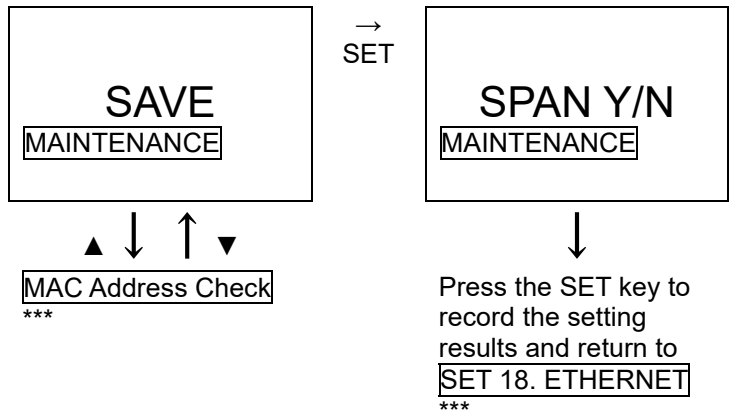 →
SET
SAVE
MAINTENANCE
SPAN Y/N
MAINTENANCE
▲ ↓ ↑ ▼
↓
MAC Address Check
***
Press the SET key to
record the setting
results and return to
SET 18. ETHERNET
***